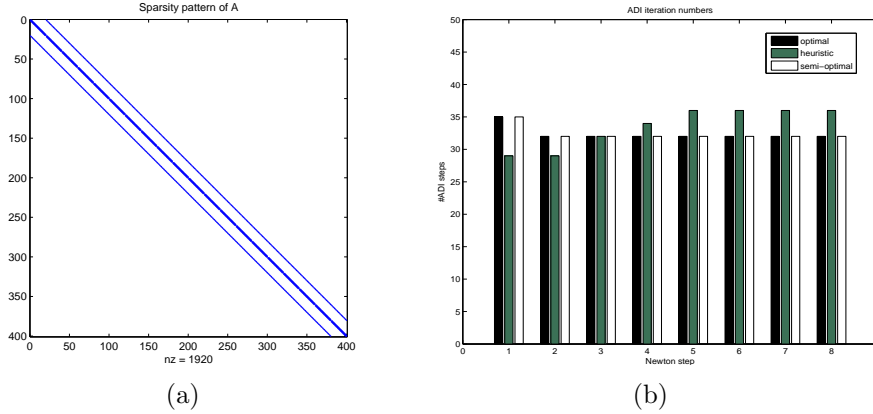 Sparsity pattern of A
0
50
100
150
200
250
300
350
400
0 50 100 150 200 250 300 350 400
nz = 1920
(a)
ADI iteration numbers
50
45
40
35
30
25
20
15
10
5
0
#ADI steps
optimal
heuristic
semi−optimal
0 1 2 3 4 5 6 7 8
Newton step
(b)